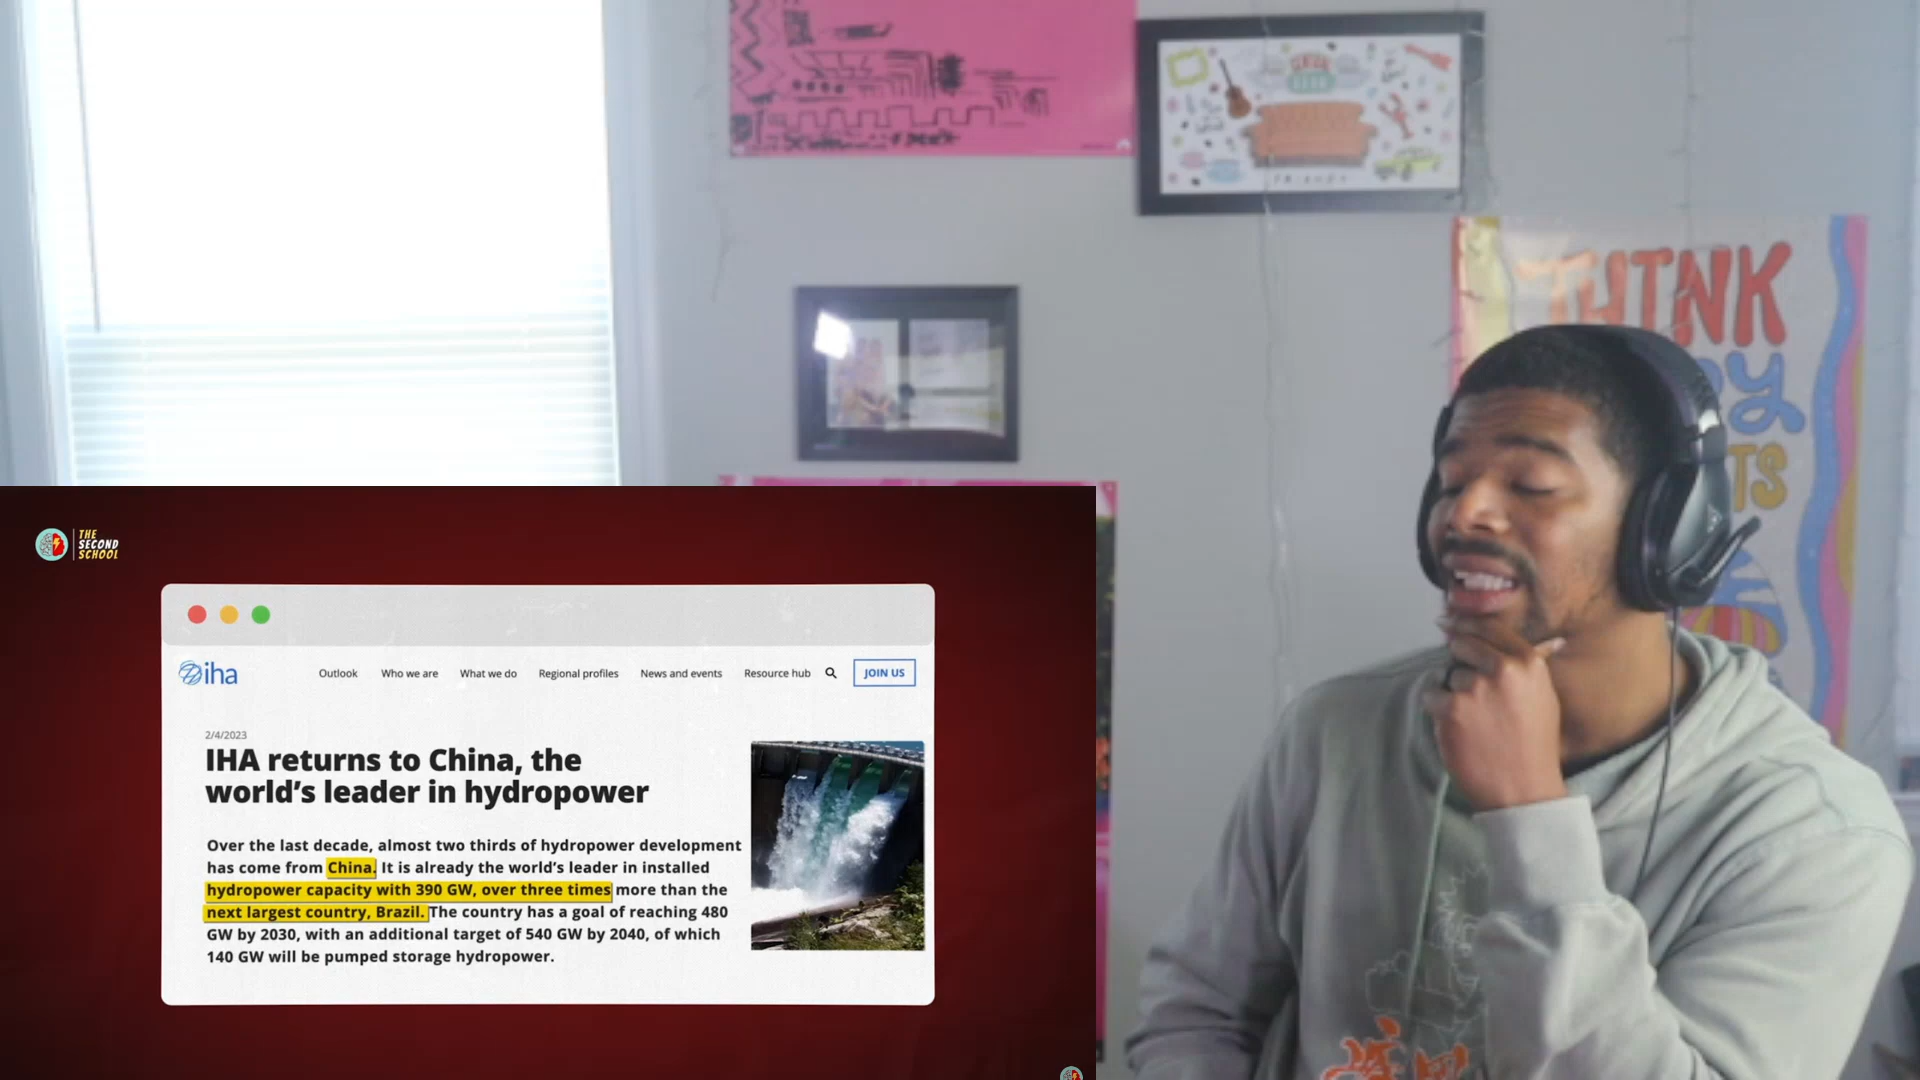 FRIENDS
THINK
THE
SECOND
SCHOOL
iha
Outlook
Who we are
What we do
Regional profiles
News and events
Resource hub
JOIN US
2/4/2023
IHA returns to China, the
world's leader in hydropower
Over the last decade, almost two thirds of hydropower development
has come from China. It is already the world's leader in installed
hydropower capacity with 390 GW, over three times more than the
next largest country, Brazil. The country has a goal of reaching 480
GW by 2030, with an additional target of 540 GW by 2040, of which
140 GW will be pumped storage hydropower.